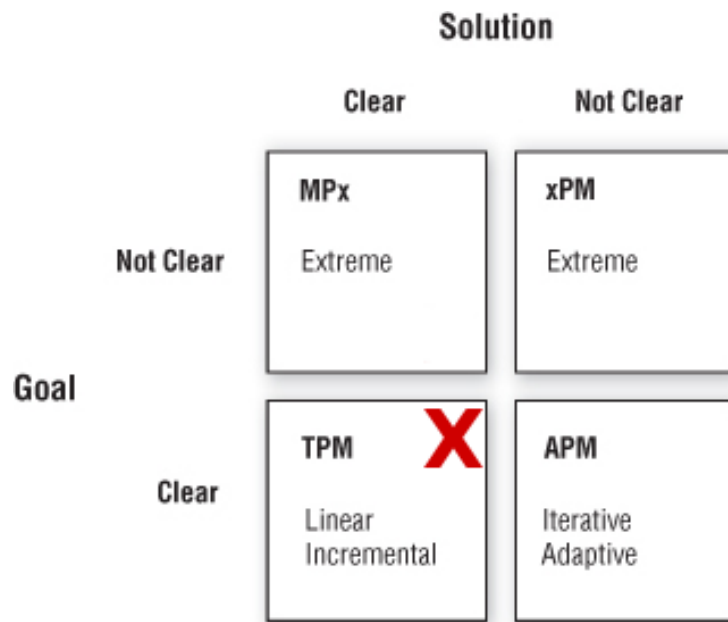 Solution
Clear Not Clear
MPx xPM
Not Clear Extreme Extreme
Goal
TPM X APM
Clear
Linear Iterative
Incremental Adaptive